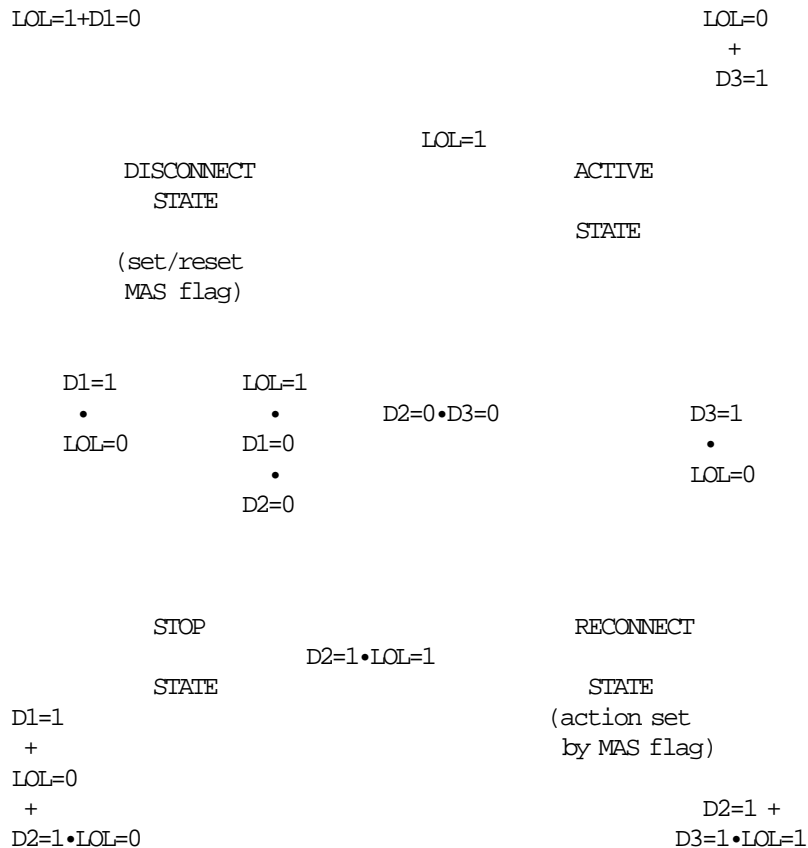 LOL=1+D1=0 LOL=0
+
D3=1
LOL=1
DISCONNECT ACTIVE
STATE
STATE
(set/reset
MAS flag)
D1=1 LOL=1
• • D2=0•D3=0 D3=1
LOL=0 D1=0 •
• LOL=0
D2=0
STOP RECONNECT
D2=1•LOL=1
STATE STATE
D1=1 (action set
+ by MAS flag)
LOL=0
+ D2=1 +
D2=1•LOL=0 D3=1•LOL=1